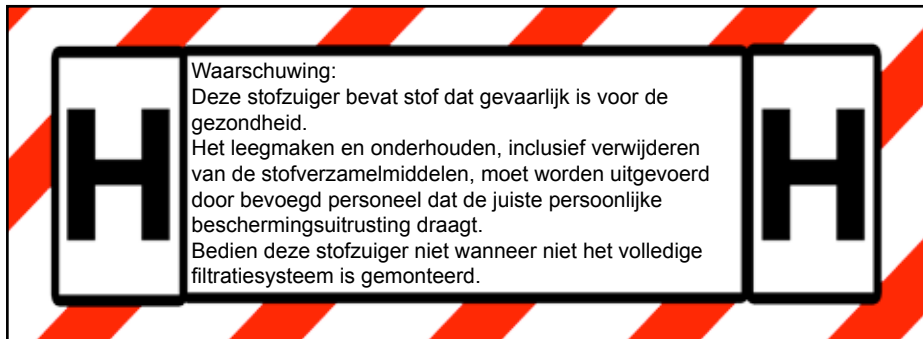 H
Waarschuwing:
Deze stofzuiger bevat stof dat gevaarlijk is voor de
gezondheid.
Het leegmaken en onderhouden, inclusief verwijderen
van de stofverzamelmiddelen, moet worden uitgevoerd
door bevoegd personeel dat de juiste persoonlijke
beschermingsuitrusting draagt.
Bedien deze stofzuiger niet wanneer niet het volledige
filtratiesysteem is gemonteerd.
H